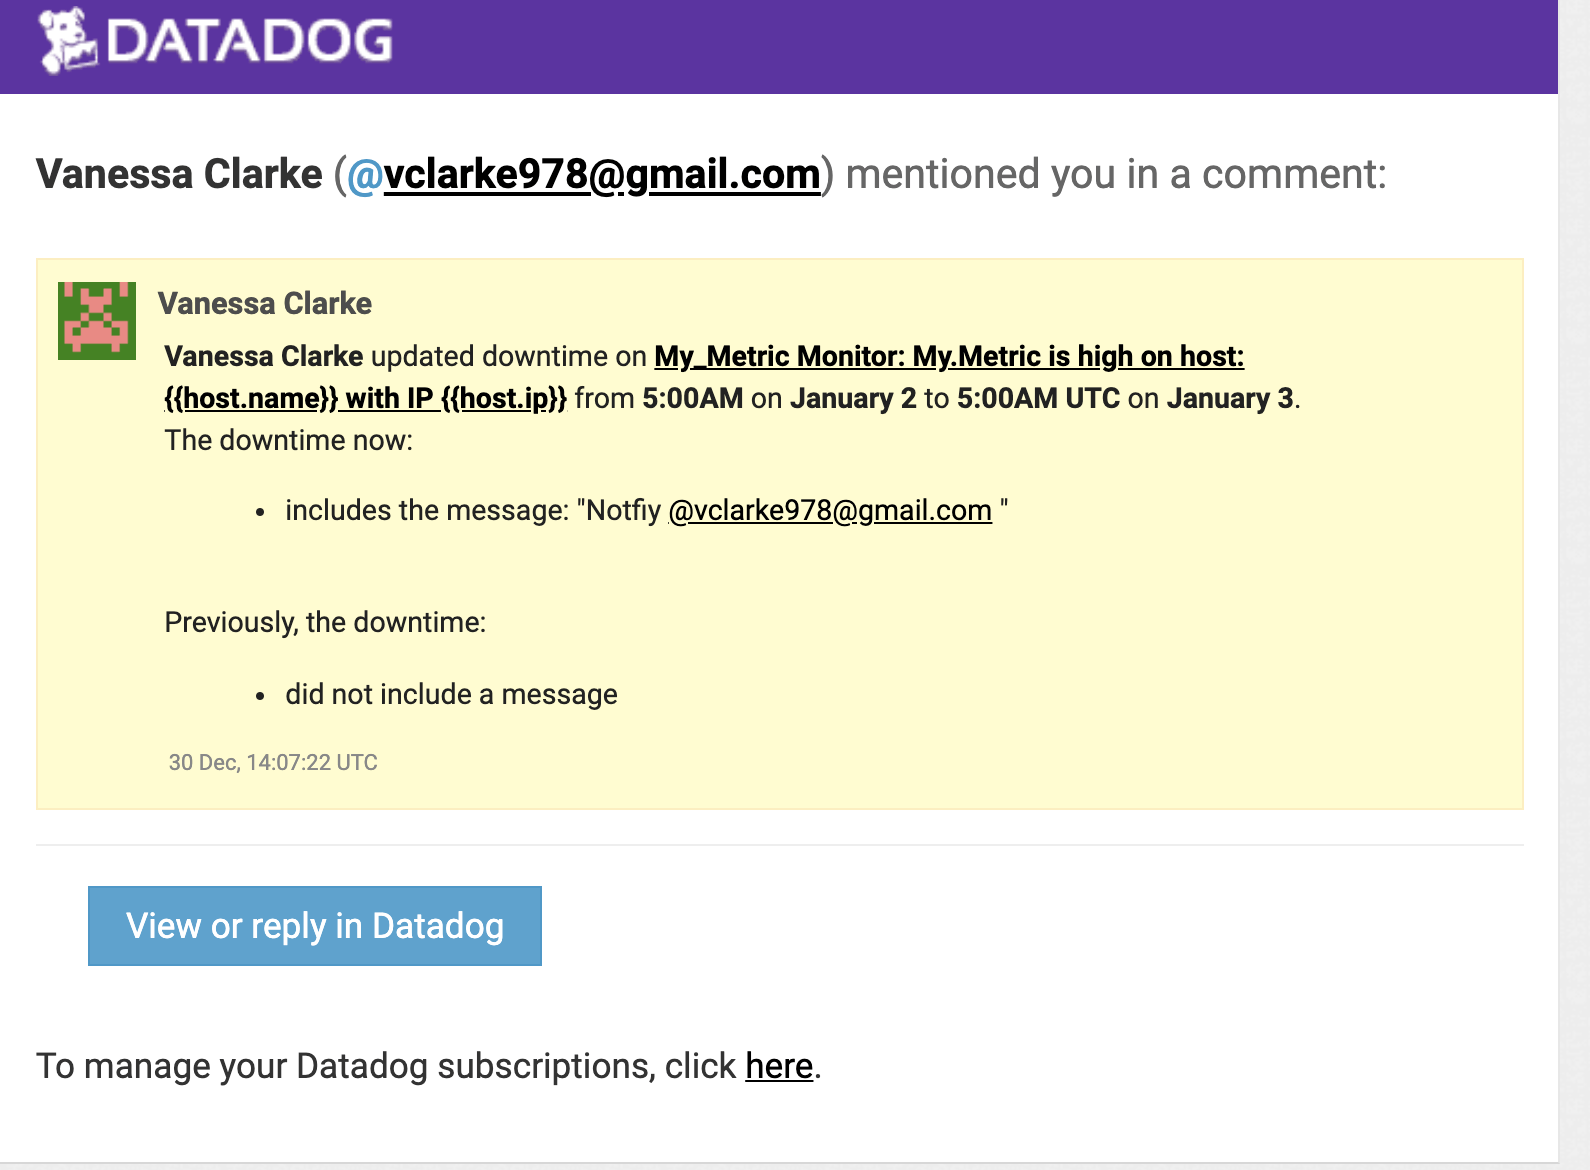 DATADOG
Vanessa Clarke (@vclarke978@gmail.com) mentioned you in a comment:
Vanessa Clarke
Vanessa Clarke updated downtime on My_Metric Monitor: My.Metric is high on host:
{{host.name}} with IP {{host.ip}} from 5:00AM on January 2 to 5:00AM UTC on January 3.
The downtime now:
• includes the message: "Notfiy @vclarke978@gmail.com "
Previously, the downtime:
• did not include a message
30 Dec, 14:07:22 UTC
View or reply in Datadog
To manage your Datadog subscriptions, click here.